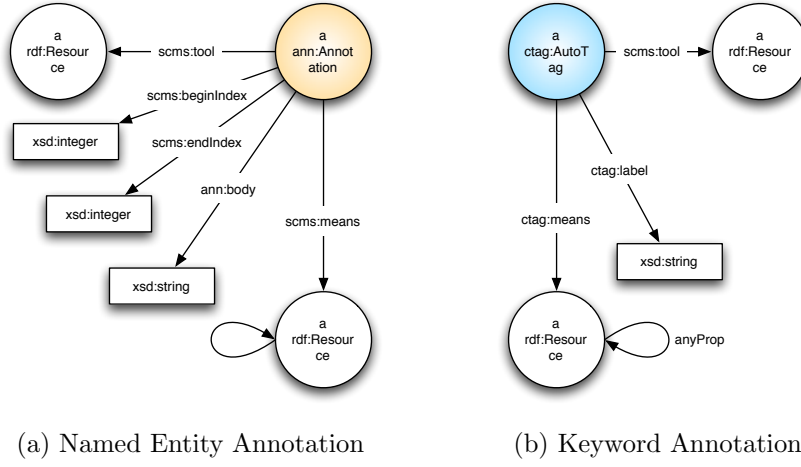 a
rdf:Resour
ce
scms:tool
a
ann:Annot
ation
scms:beginIndex
xsd:integer
scms:endIndex
xsd:integer
ann:body
xsd:string
scms:means
a
rdf:Resour
ce
(a) Named Entity Annotation
a
ctag:AutoT
ag
scms:tool
a
rdf:Resour
ce
ctag:label
ctag:means
xsd:string
a
rdf:Resour
ce
anyProp
(b) Keyword Annotation